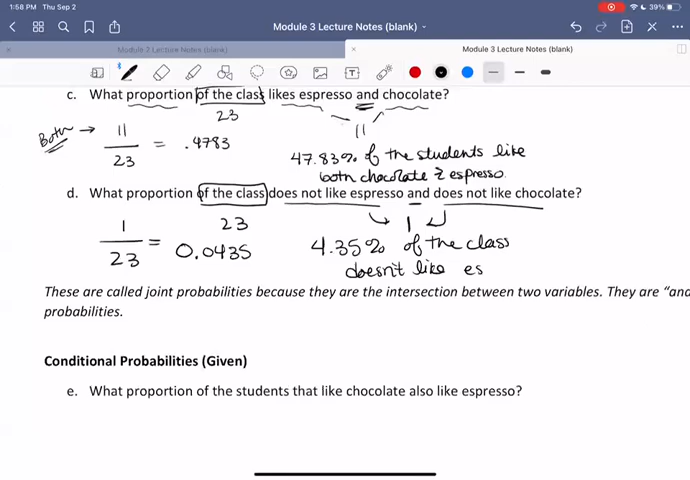 1:58 PM Thu Sep 2
39%
Module 3 Lecture Notes (blank)
Module 2 Lecture Notes (blank)
Module 3 Lecture Notes (blank)
c. What proportion of the class likes espresso and chocolate?
23
11
Both → 11/23 = .4783
47.83% of the students like
both chocolate & espresso.
d. What proportion of the class does not like espresso and does not like chocolate?
23
1
1/23 = 0.0435
4.35% of the class
doesn't like es
These are called joint probabilities because they are the intersection between two variables. They are "and
probabilities.
Conditional Probabilities (Given)
e. What proportion of the students that like chocolate also like espresso?